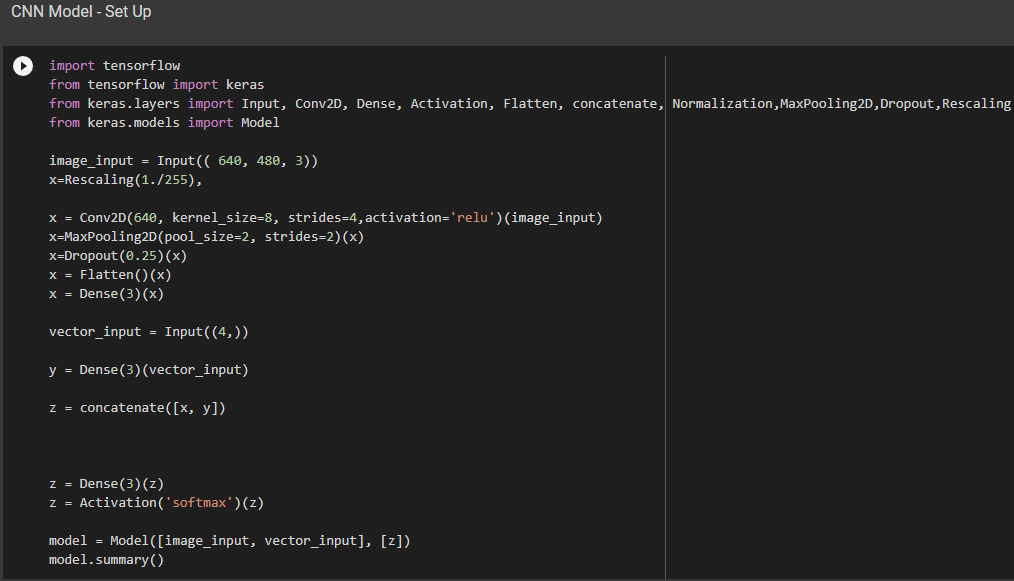 CNN Model - Set Up
import tensorflow
from tensorflow import keras
from keras.layers import Input, Conv2D, Dense, Activation, Flatten, concatenate, Normalization,MaxPooling2D,Dropout,Rescaling
from keras.models import Model
image_input = Input(( 640, 480, 3))
x=Rescaling(1./255),
x = Conv2D(640, kernel_size=8, strides=4,activation='relu')(image_input)
x=MaxPooling2D(pool_size=2, strides=2)(x)
x=Dropout(0.25)(x)
x = Flatten()(x)
x = Dense(3)(x)
vector_input = Input((4,))
y = Dense(3)(vector_input)
z = concatenate([x, y])
z = Dense(3)(z)
z = Activation('softmax')(z)
model = Model([image_input, vector_input], [z])
model.summary()